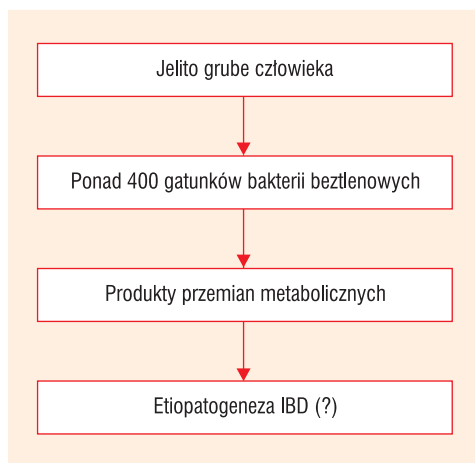 Jelito grube człowieka
Ponad 400 gatunków bakterii beztlenowych
Produkty przemian metabolicznych
Etiopatogeneza IBD (?)